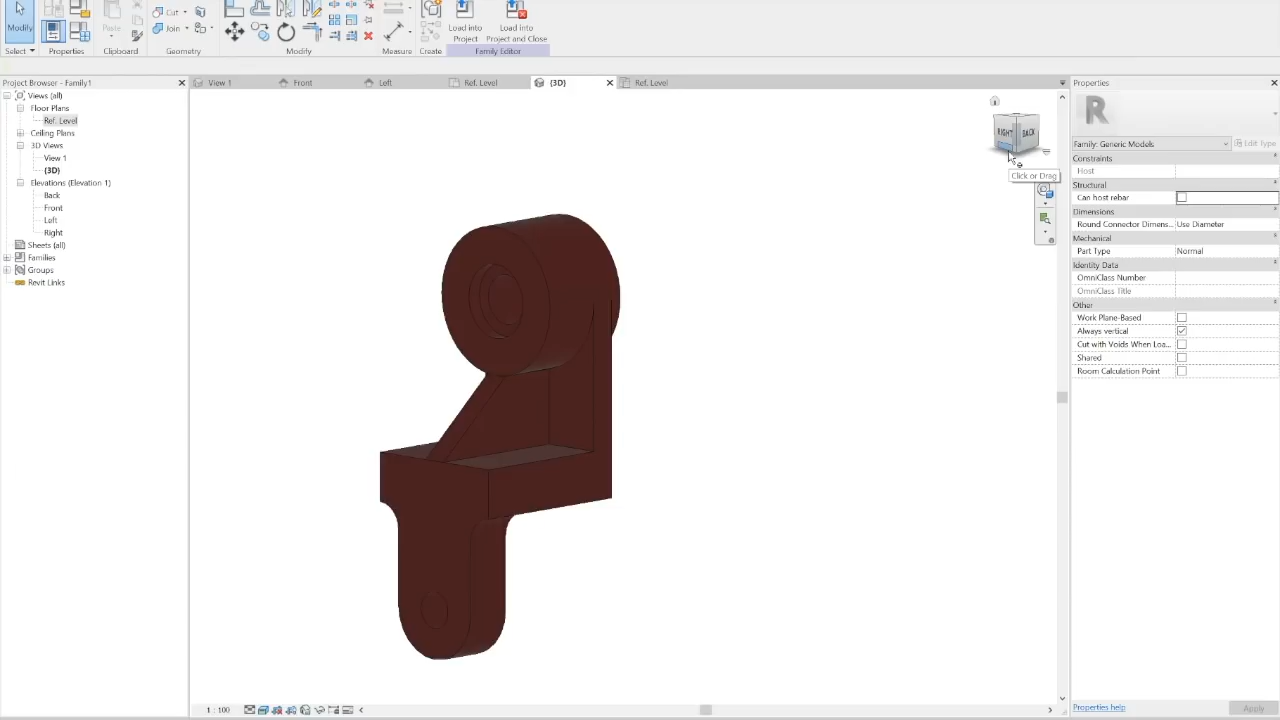 Cut
Join
Modify
Paste
Load into
Project
Load into
Project and Close
Select
Properties
Clipboard
Geometry
Modify
Measure
Create
Family Editor
Project Browser - Family1
View 1
Front
Left
Ref. Level
(3D)
Ref. Level
Properties
Views (all)
Floor Plans
Ref. Level
Ceiling Plans
3D Views
View 1
(3D)
Elevations (Elevation 1)
Back
Front
Left
Right
Sheets (all)
Families
Groups
Revit Links
RIGHT
BACK
Click or Drag
R
Family: Generic Models
Edit Type
Constraints
Host
Structural
Can host rebar
Dimensions
Round Connector Dimens... Use Diameter
Mechanical
Part Type Normal
Identity Data
OmniClass Number
OmniClass Title
Other
Work Plane-Based
Always vertical
Cut with Voids When Loa...
Shared
Room Calculation Point
1 : 100
Properties help
Apply